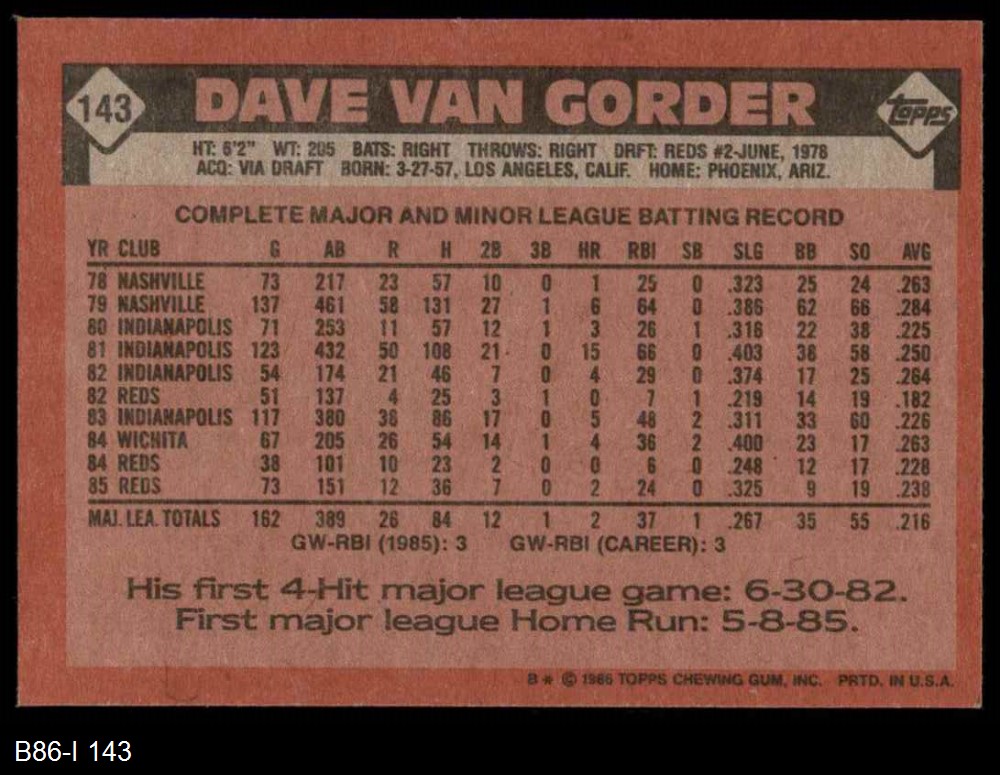 143 DAVE VAN GORDER topps
HT: 6'2" WT: 205 BATS: RIGHT THROWS: RIGHT DRFT: REDS #2-JUNE, 1978
ACQ: VIA DRAFT BORN: 3-27-57, LOS ANGELES, CALIF. HOME: PHOENIX, ARIZ.
COMPLETE MAJOR AND MINOR LEAGUE BATTING RECORD
YR CLUB G AB R H 2B 3B HR RBI SB SLG BB SO AVG
78 NASHVILLE 73 217 23 57 10 0 1 25 0 .323 25 24 .263
79 NASHVILLE 137 461 58 131 27 1 6 64 0 .386 62 66 .284
80 INDIANAPOLIS 71 253 11 57 12 1 3 26 1 .316 22 38 .225
81 INDIANAPOLIS 123 432 50 108 21 0 15 66 0 .403 38 58 .250
82 INDIANAPOLIS 54 174 21 46 7 0 4 29 0 .374 17 25 .264
82 REDS 51 137 4 25 3 1 0 7 1 .219 14 19 .182
83 INDIANAPOLIS 117 380 38 86 17 0 5 48 2 .311 33 60 .226
84 WICHITA 67 205 26 54 14 1 4 36 2 .400 23 17 .263
84 REDS 38 101 10 23 2 0 0 6 0 .248 12 17 .228
85 REDS 73 151 12 36 7 0 2 24 0 .325 9 19 .238
MAJ. LEA. TOTALS 162 389 26 84 12 1 2 37 1 .267 35 55 .216
GW-RBI (1985): 3 GW-RBI (CAREER): 3
His first 4-Hit major league game: 6-30-82.
First major league Home Run: 5-8-85.
B* © 1986 TOPPS CHEWING GUM, INC. PRTD. IN U.S.A.
B86-I 143